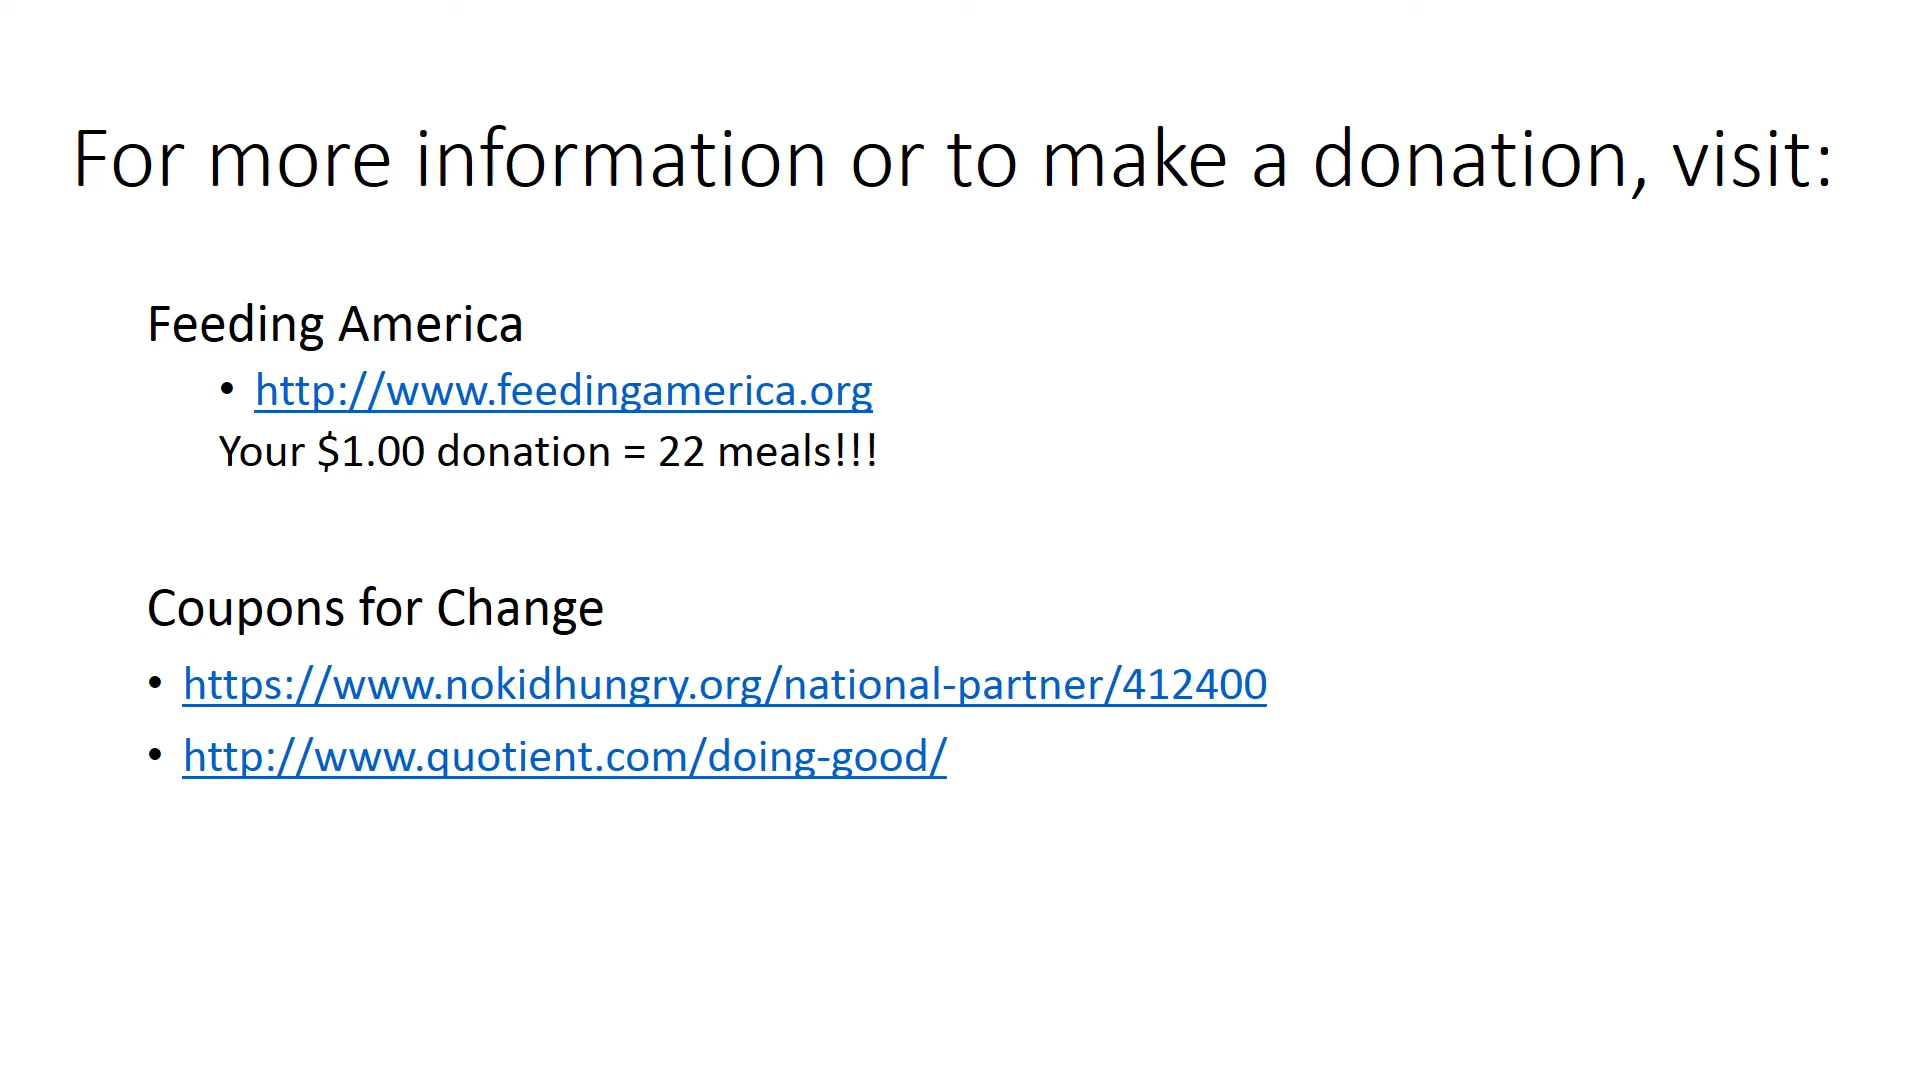 For more information or to make a donation, visit:
Feeding America
• http://www.feedingamerica.org
Your $1.00 donation = 22 meals!!!
Coupons for Change
• https://www.nokidhungry.org/national-partner/412400
• http://www.quotient.com/doing-good/